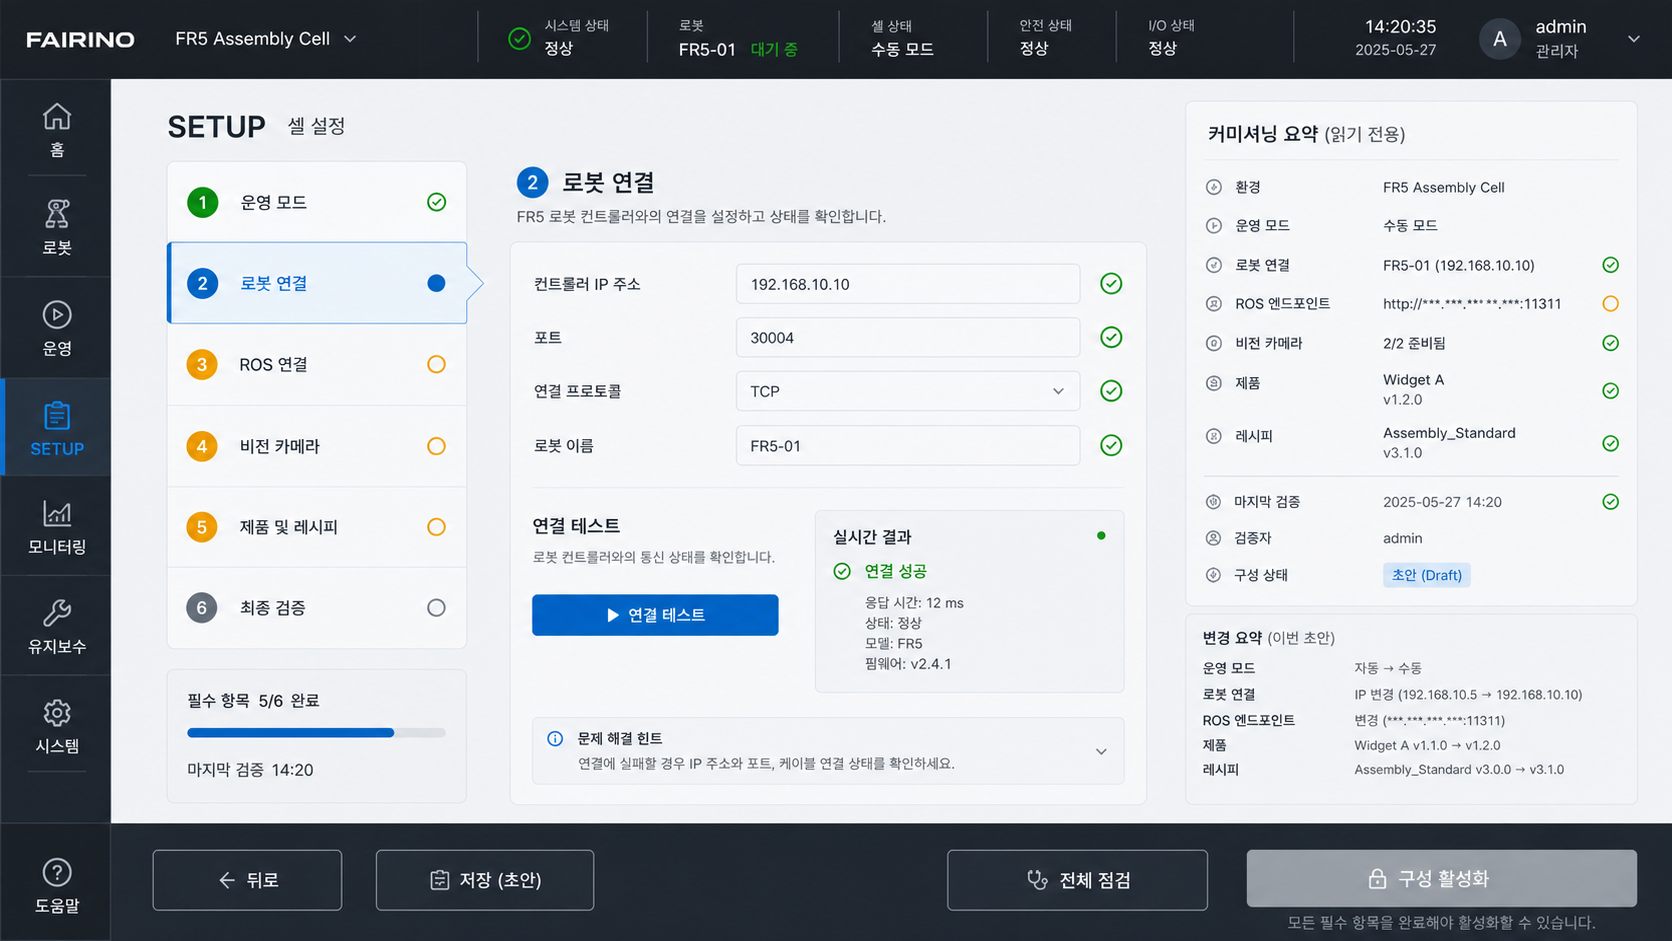 FAIRINO
FR5 Assembly Cell
시스템 상태
정상
로봇
FR5-01 대기 중
셀 상태
수동 모드
안전 상태
정상
I/O 상태
정상
14:20:35
2025-05-27
A
admin
관리자
홈
로봇
운영
SETUP
모니터링
유지보수
시스템
도움말
SETUP 셀 설정
1 운영 모드
2 로봇 연결
3 ROS 연결
4 비전 카메라
5 제품 및 레시피
6 최종 검증
필수 항목 5/6 완료
마지막 검증 14:20
2 로봇 연결
FR5 로봇 컨트롤러와의 연결을 설정하고 상태를 확인합니다.
컨트롤러 IP 주소 192.168.10.10
포트 30004
연결 프로토콜 TCP
로봇 이름 FR5-01
연결 테스트
로봇 컨트롤러와의 통신 상태를 확인합니다.
연결 테스트
실시간 결과
연결 성공
응답 시간: 12 ms
상태: 정상
모델: FR5
펌웨어: v2.4.1
문제 해결 힌트
연결에 실패할 경우 IP 주소와 포트, 케이블 연결 상태를 확인하세요.
커미셔닝 요약 (읽기 전용)
환경 FR5 Assembly Cell
운영 모드 수동 모드
로봇 연결 FR5-01 (192.168.10.10)
ROS 엔드포인트 http://***.***.***.***:11311
비전 카메라 2/2 준비됨
제품 Widget A
v1.2.0
레시피 Assembly_Standard
v3.1.0
마지막 검증 2025-05-27 14:20
검증자 admin
구성 상태 초안 (Draft)
변경 요약 (이번 초안)
운영 모드 자동 → 수동
로봇 연결 IP 변경 (192.168.10.5 → 192.168.10.10)
ROS 엔드포인트 변경 (***.***.***.***:11311)
제품 Widget A v1.1.0 → v1.2.0
레시피 Assembly_Standard v3.0.0 → v3.1.0
← 뒤로
저장 (초안)
전체 점검
구성 활성화
모든 필수 항목을 완료해야 활성화할 수 있습니다.